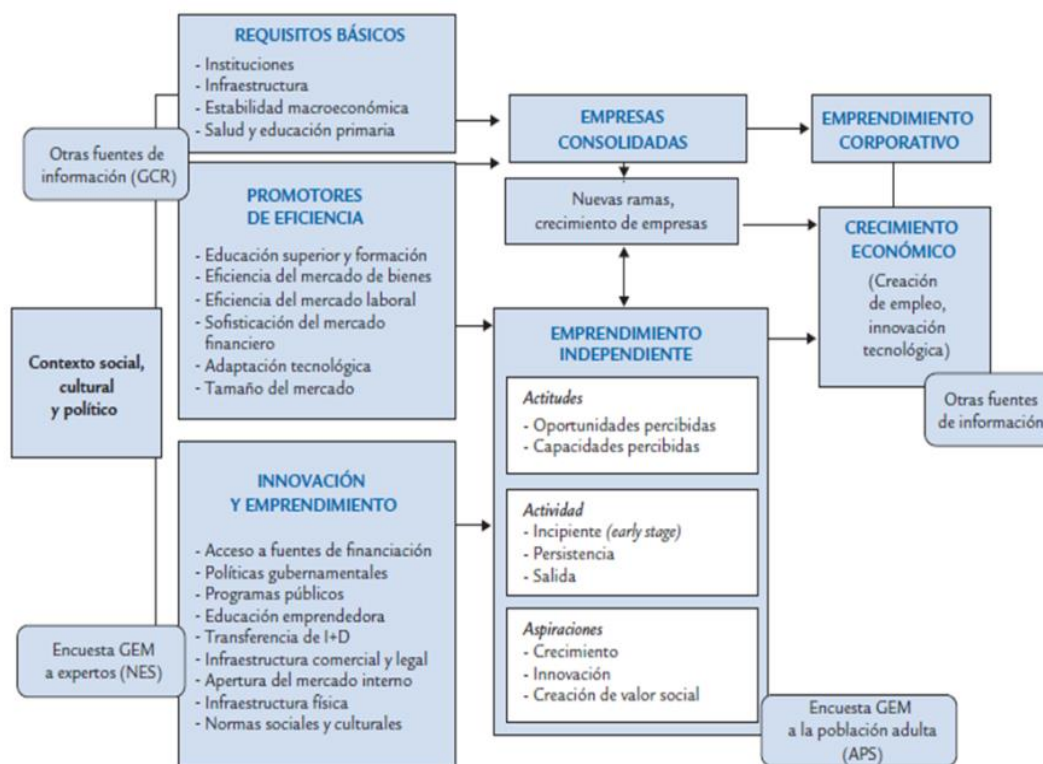 REQUISITOS BÁSICOS
- Instituciones
- Infraestructura
- Estabilidad macroeconómica
- Salud y educación primaria
Otras fuentes de
información (GCR)
EMPRESAS
CONSOLIDADAS
EMPRENDIMIENTO
CORPORATIVO
PROMOTORES
DE EFICIENCIA
- Educación superior y formación
- Eficiencia del mercado de bienes
- Eficiencia del mercado laboral
- Sofisticación del mercado
financiero
- Adaptación tecnológica
- Tamaño del mercado
Nuevas ramas,
crecimiento de empresas
CRECIMIENTO
ECONÓMICO
(Creación
de empleo,
innovación
tecnológica)
Otras fuentes
de información
Contexto social,
cultural
y político
EMPRENDIMIENTO
INDEPENDIENTE
Actitudes
- Oportunidades percibidas
- Capacidades percibidas
Actividad
- Incipiente (early stage)
- Persistencia
- Salida
Aspiraciones
- Crecimiento
- Innovación
- Creación de valor social
INNOVACIÓN
Y EMPRENDIMIENTO
- Acceso a fuentes de financiación
- Políticas gubernamentales
- Programas públicos
- Educación emprendedora
- Transferencia de I+D
- Infraestructura comercial y legal
- Apertura del mercado interno
- Infraestructura física
- Normas sociales y culturales
Encuesta GEM
a expertos (NES)
Encuesta GEM
a la población adulta
(APS)